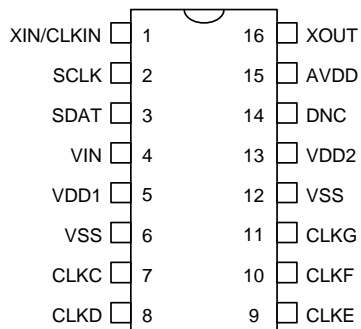 XIN/CLKIN 1 16 XOUT
SCLK 2 15 AVDD
SDAT 3 14 DNC
VIN 4 13 VDD2
VDD1 5 12 VSS
VSS 6 11 CLKG
CLKC 7 10 CLKF
CLKD 8 9 CLKE